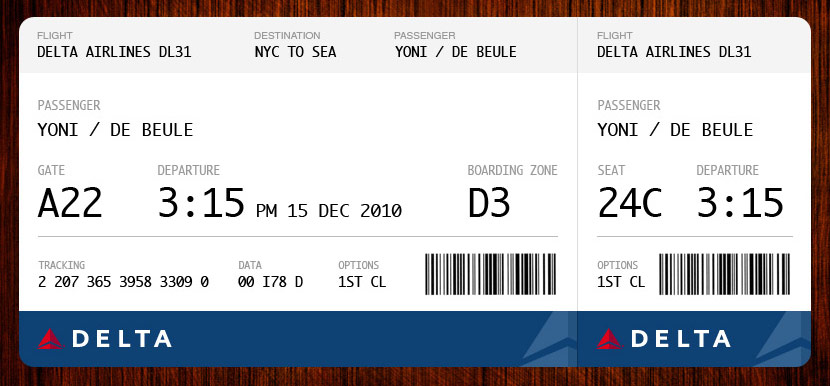 FLIGHT
DELTA AIRLINES DL31
DESTINATION
NYC TO SEA
PASSENGER
YONI / DE BEULE
PASSENGER
YONI / DE BEULE
GATE
A22
DEPARTURE
3:15 PM 15 DEC 2010
BOARDING ZONE
D3
TRACKING
2 207 365 3958 3309 0
DATA
00 I78 D
OPTIONS
1ST CL
DELTA
FLIGHT
DELTA AIRLINES DL31
PASSENGER
YONI / DE BEULE
SEAT
24C
DEPARTURE
3:15
OPTIONS
1ST CL
DELTA